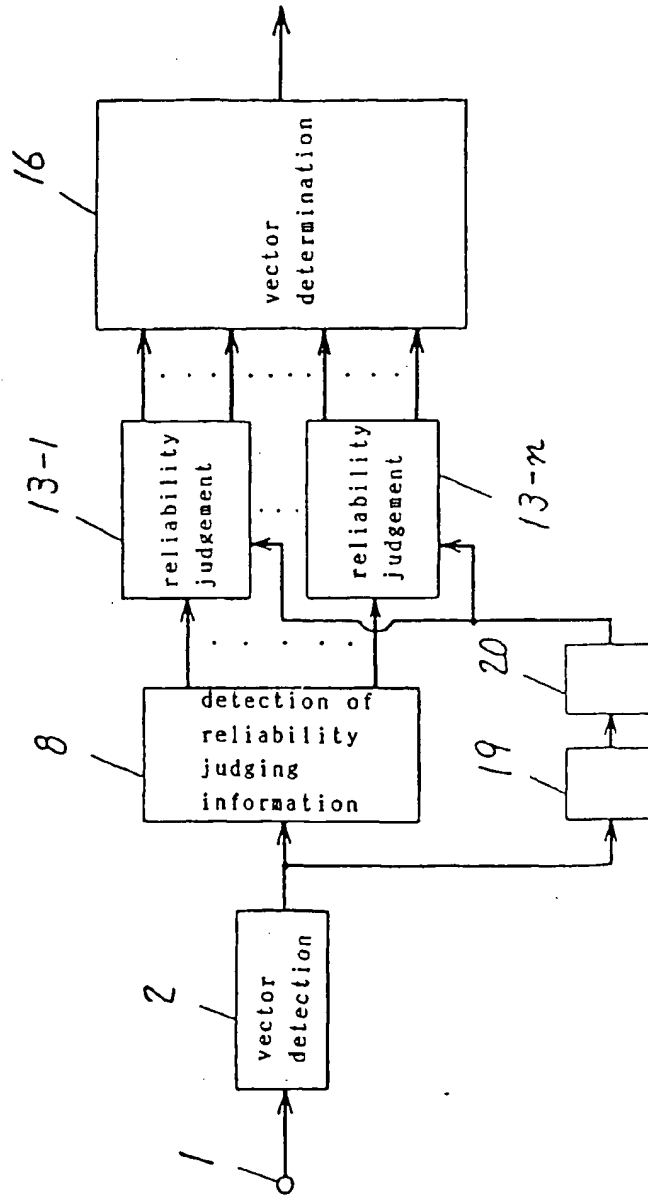 1
2
vector
detection
8
detection of
reliability
judging
information
19
20
13-1
reliability
judgement
reliability
judgement
13-n
16
vector
determination